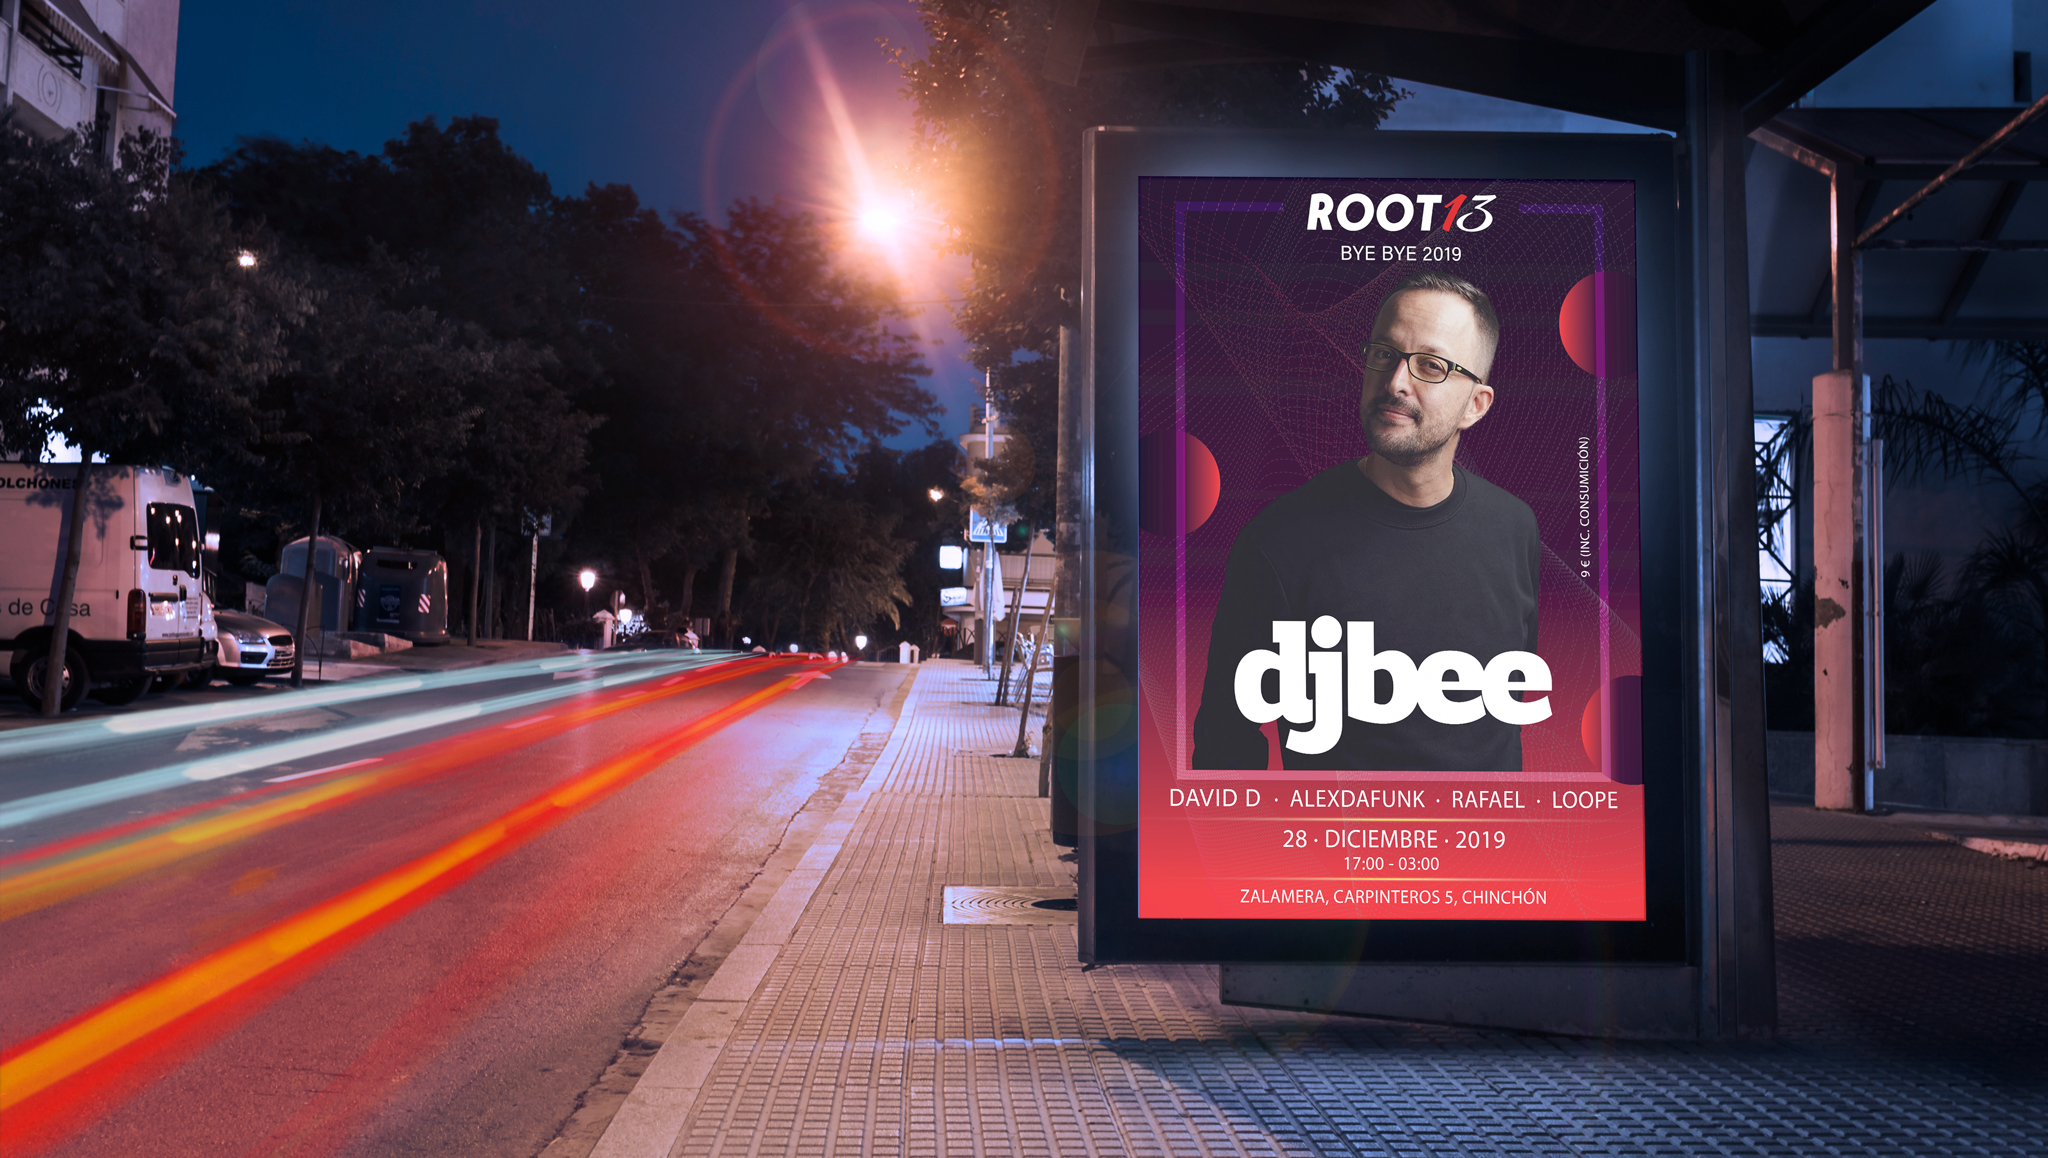 ROOT13
BYE BYE 2019
9 € (INC. CONSUMICIÓN)
djbee
DAVID D · ALEXDAFUNK · RAFAEL · LOOPE
28 · DICIEMBRE · 2019
17:00 - 03:00
ZALAMERA, CARPINTEROS 5, CHINCHÓN
OLCHONES
s de Casa